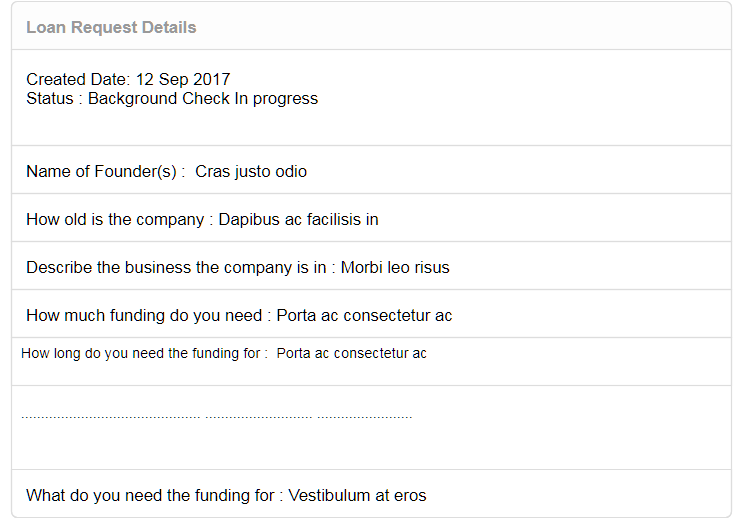 Loan Request Details
Created Date: 12 Sep 2017
Status : Background Check In progress
Name of Founder(s) :  Cras justo odio
How old is the company : Dapibus ac facilisis in
Describe the business the company is in : Morbi leo risus
How much funding do you need : Porta ac consectetur ac
How long do you need the funding for :  Porta ac consectetur ac
............................................. ........................... ........................
What do you need the funding for : Vestibulum at eros